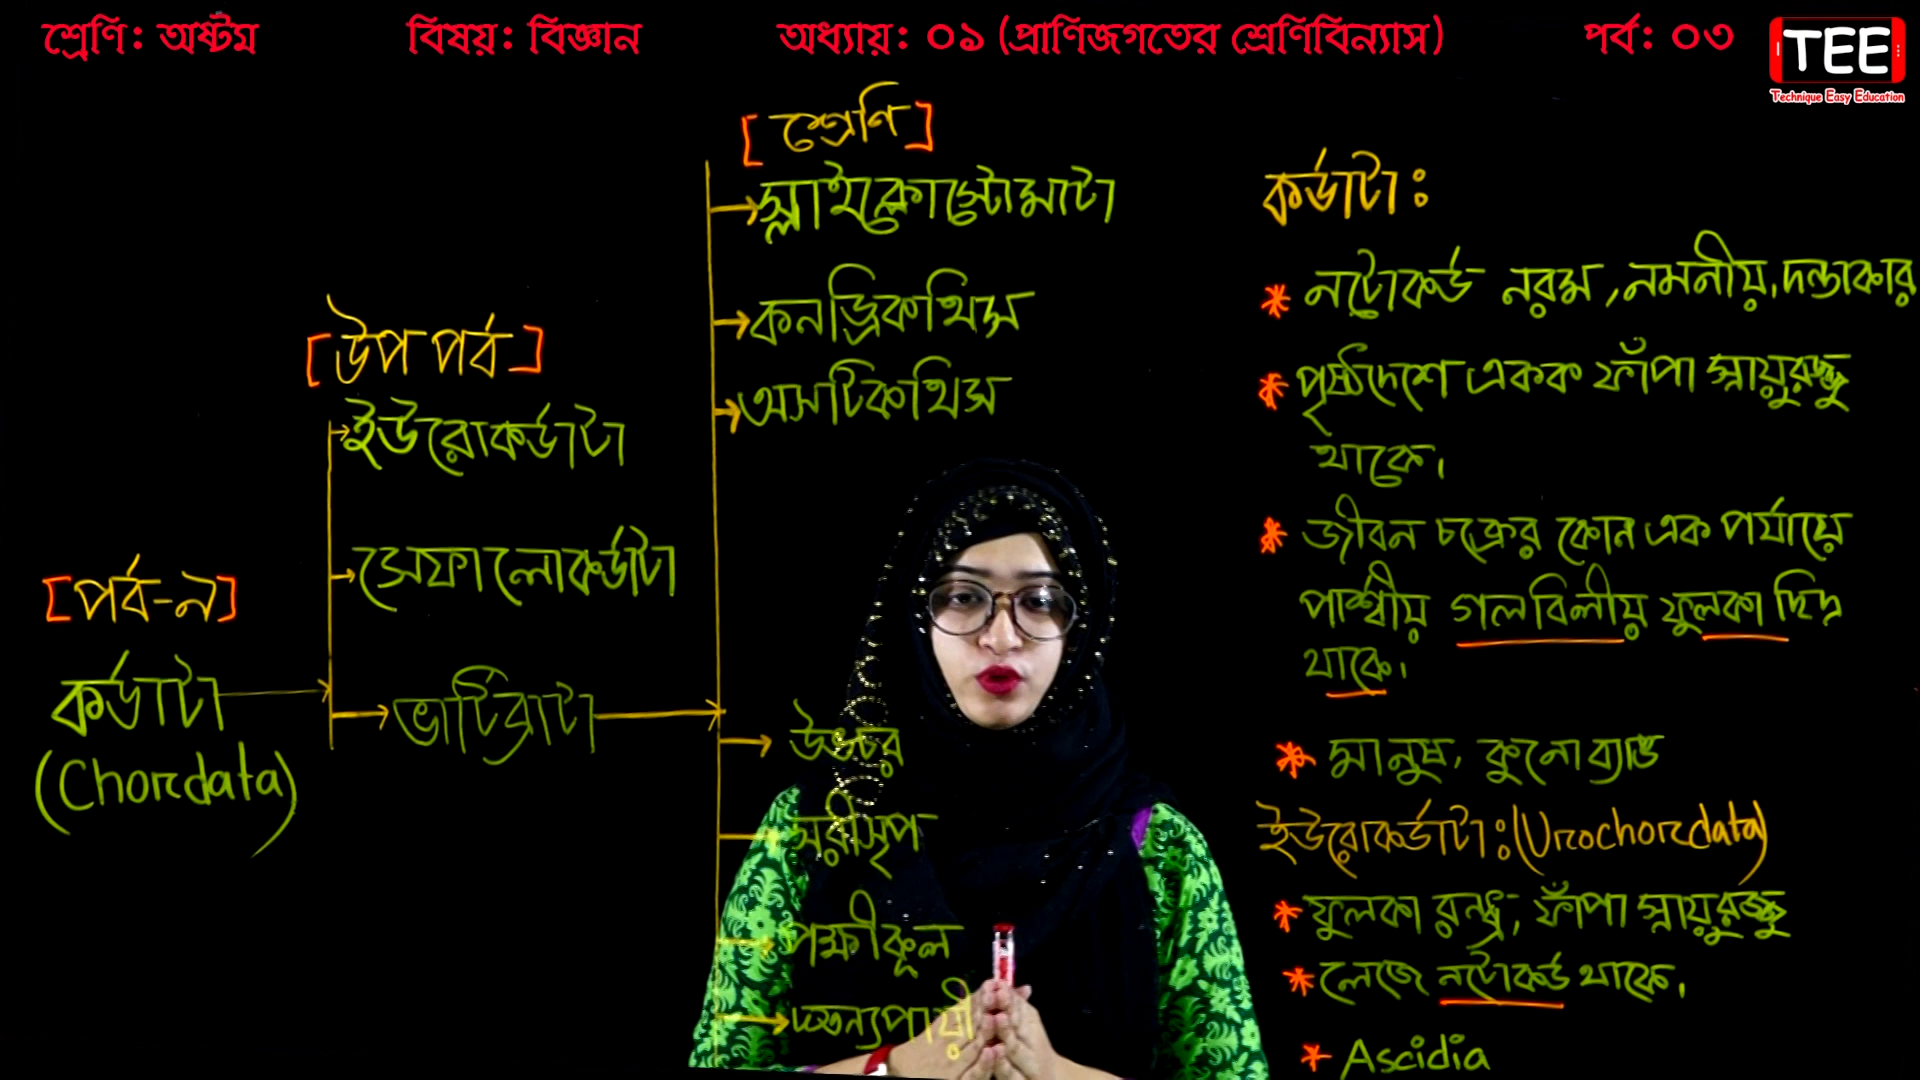 শ্রেণি: অষ্টম
বিষয়: বিজ্ঞান
অধ্যায়: ০১ (প্রাণিজগতের শ্রেণিবিন্যাস)
পর্ব: ০৩
TEE
Technique Easy Education
[পর্ব-৯]
কর্ডাটা
(Chordata)
[উপ পর্ব]
ইউরোকর্ডাটা
সেফালোকর্ডাটা
ভার্টিব্রাটা
[শ্রেণি]
সাইক্লোস্টোমাটা
কনড্রিকথিস
অসটিকথিস
উভচর
সরীসৃপ
পক্ষীকূল
স্তন্যপায়ী
কর্ডাটা:
* নটোকর্ড নরম, নমনীয়, দন্ডাকার
* পৃষ্ঠদেশে একক ফাঁপা স্নায়ুরজ্জু
থাকে।
* জীবন চক্রের কোন এক পর্যায়ে
পার্শ্বীয় গলবিলীয় ফুলকা ছিদ্র
থাকে।
* মানুষ, কুনোব্যাঙ
ইউরোকর্ডাটা: (Urochordata)
* ফুলকা রন্ধ্র, ফাঁপা স্নায়ুরজ্জু
* লেজে নটোকর্ড থাকে।
* Ascidia